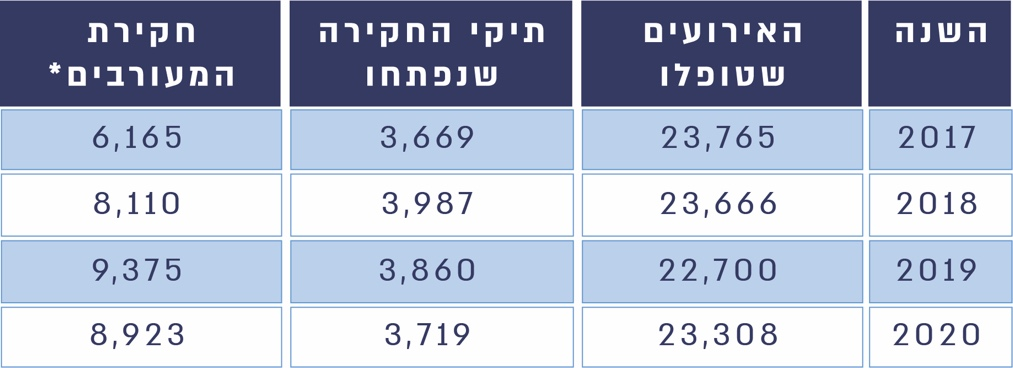 השנה האירועים שטופלו תיקי החקירה שנפתחו חקירת המעורבים*
2017 23,765 3,669 6,165
2018 23,666 3,987 8,110
2019 22,700 3,860 9,375
2020 23,308 3,719 8,923